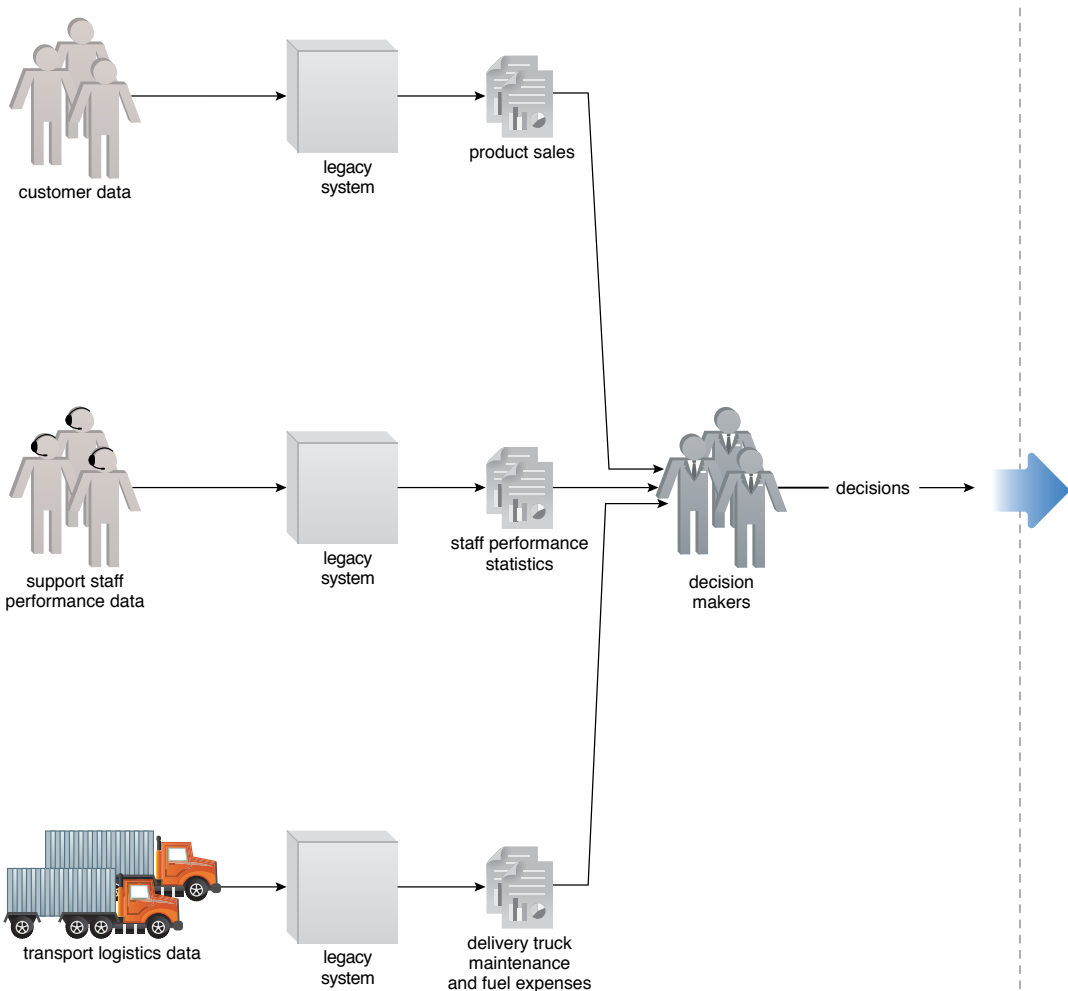 customer data
legacy
system
product sales
support staff
performance data
legacy
system
staff performance
statistics
decision
makers
decisions
transport logistics data
legacy
system
delivery truck
maintenance
and fuel expenses